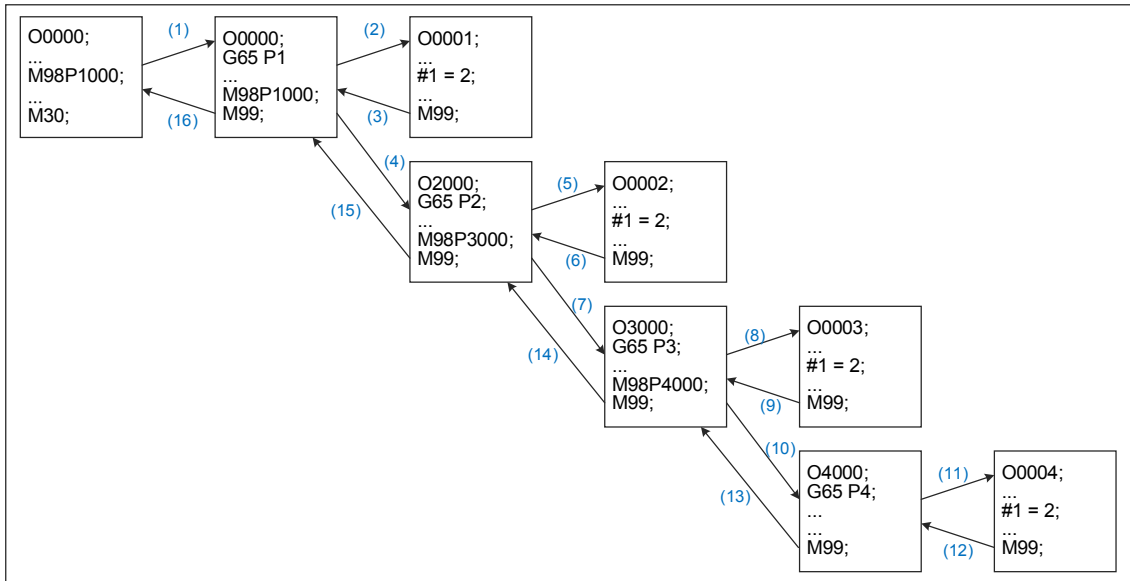 O0000;
...
M98P1000;
...
M30;
(1)
(16)
O0000;
G65 P1
...
M98P1000;
M99;
(2)
(3)
O0001;
...
#1 = 2;
...
M99;
(4)
(15)
O2000;
G65 P2;
...
M98P3000;
M99;
(5)
(6)
O0002;
...
#1 = 2;
...
M99;
(7)
(14)
O3000;
G65 P3;
...
M98P4000;
M99;
(8)
(9)
O0003;
...
#1 = 2;
...
M99;
(10)
(13)
O4000;
G65 P4;
...
...
M99;
(11)
(12)
O0004;
...
#1 = 2;
...
M99;